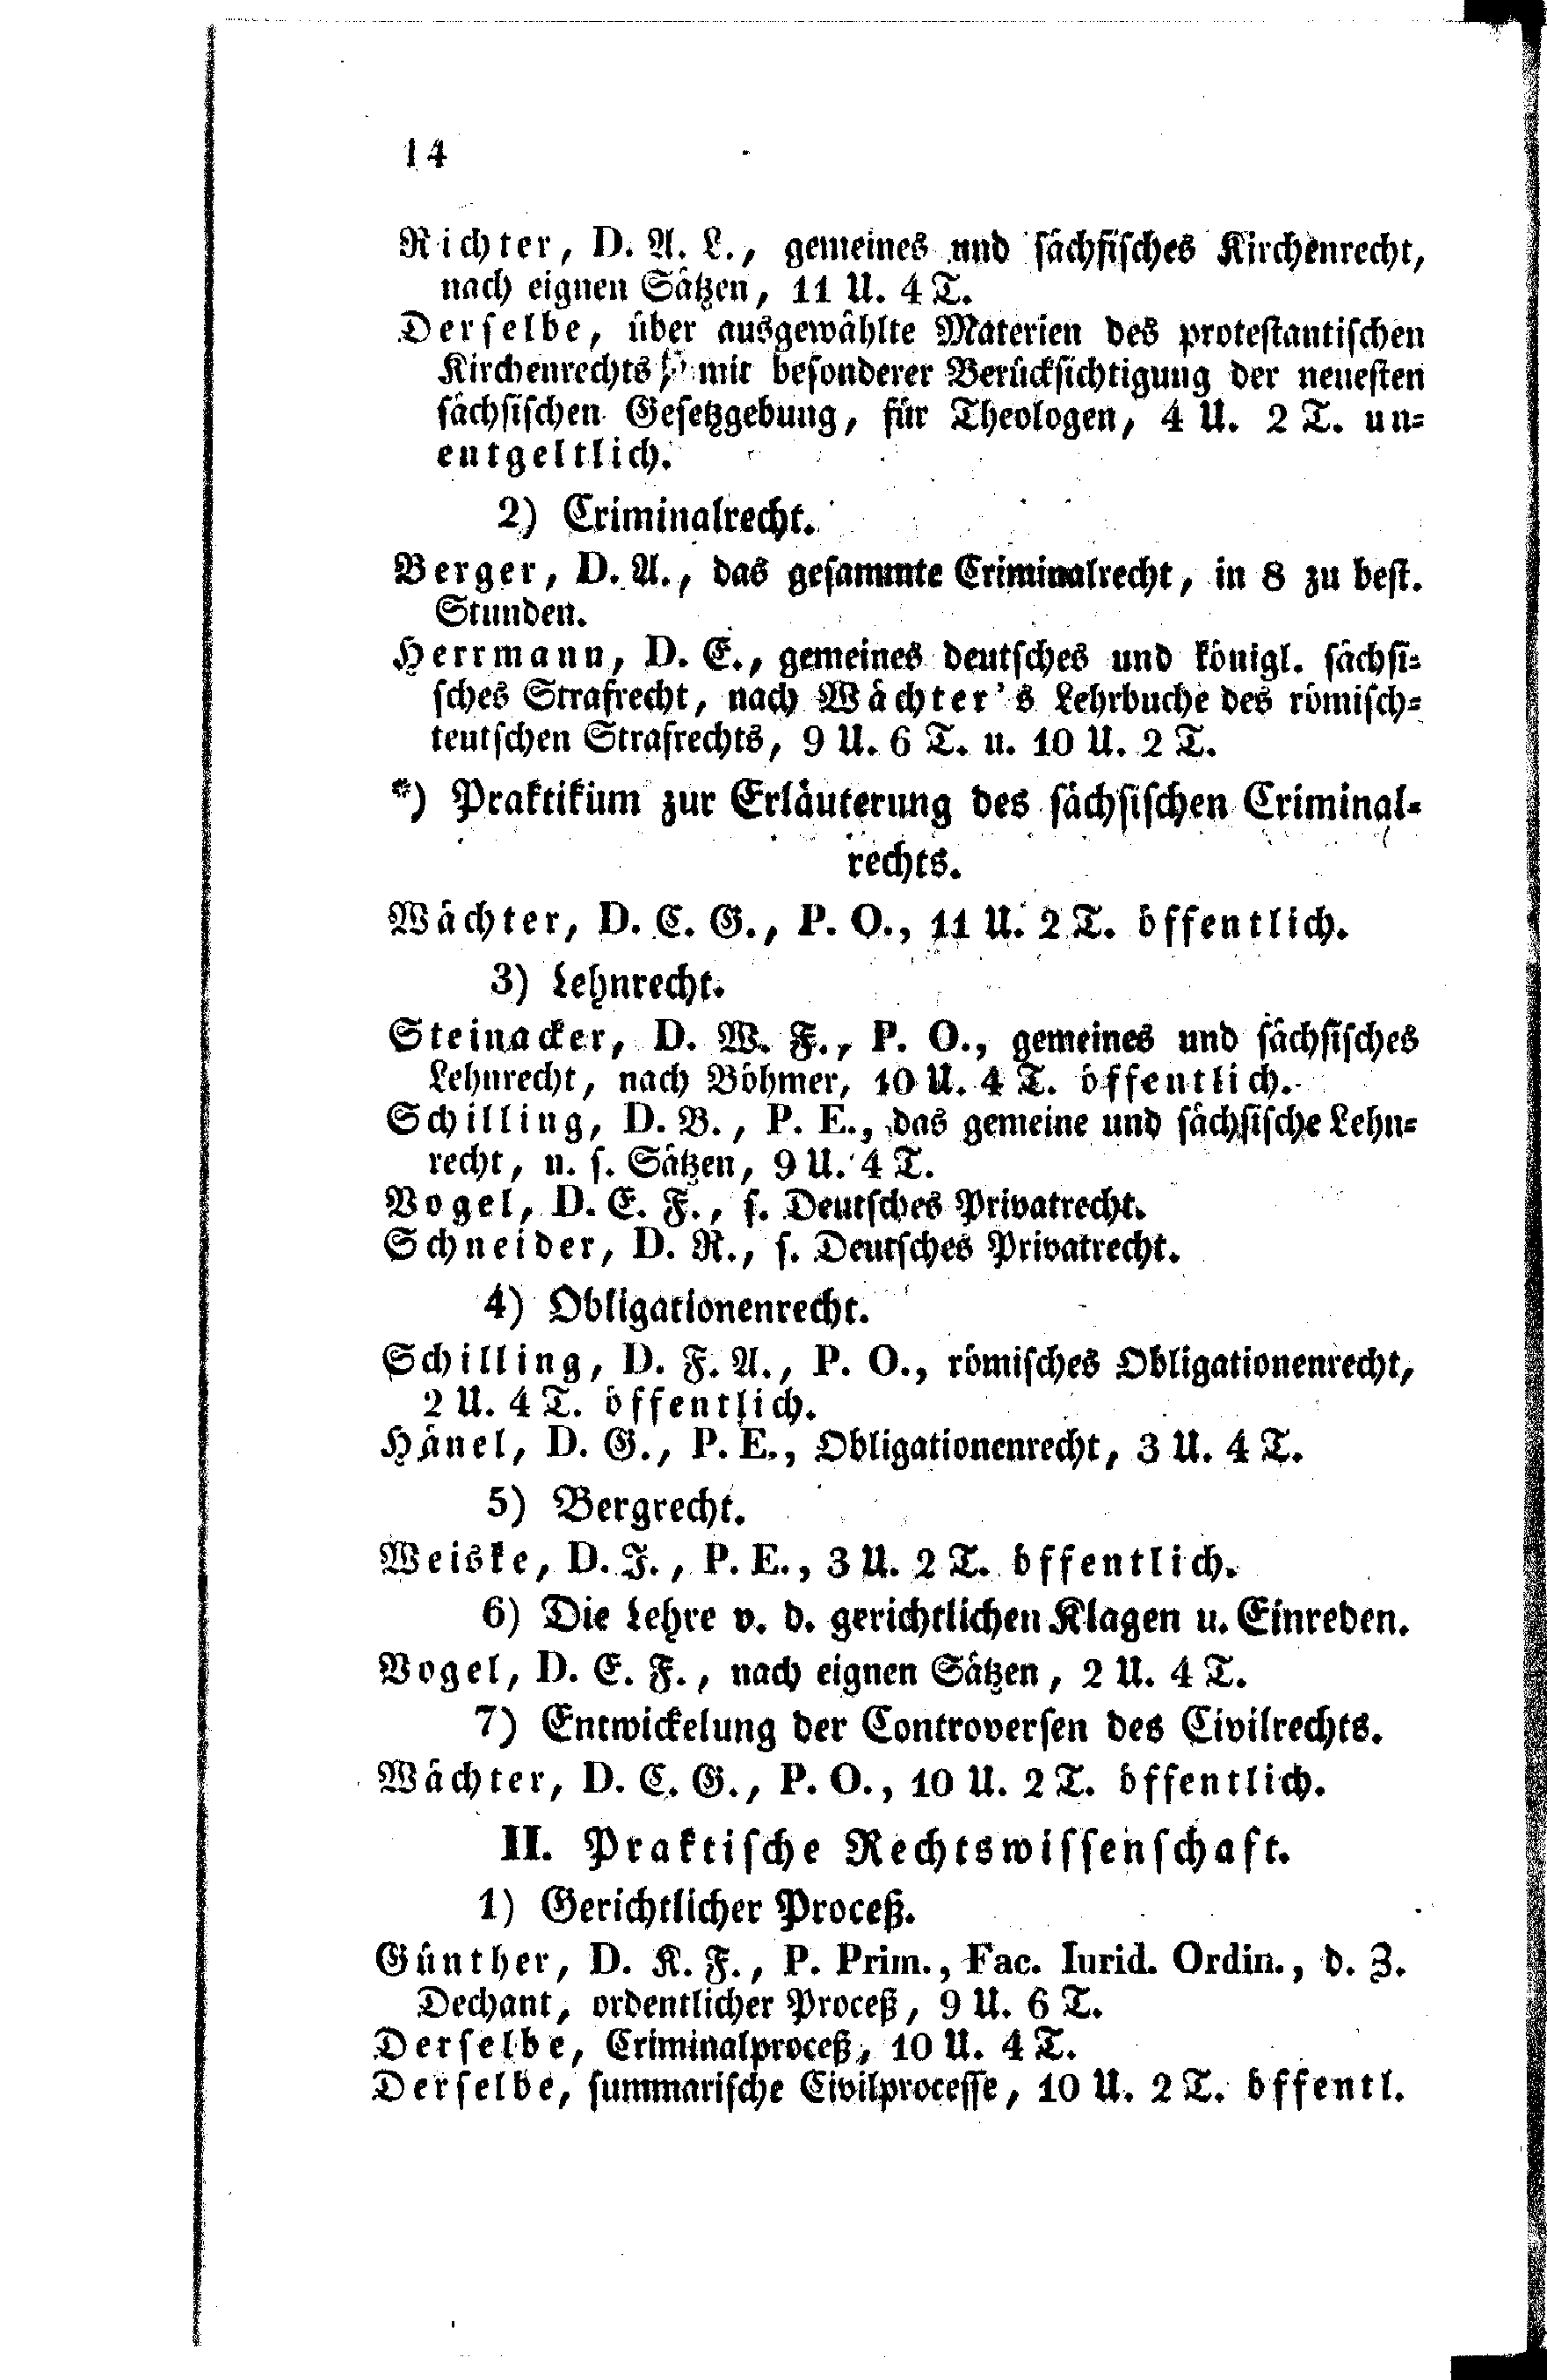 14
Richter, D. A. L., gemeines und sächsisches Kirchenrecht,
nach eignen Sätzen, 11 U. 4 T.
Derselbe, über ausgewählte Materien des protestantischen
Kirchenrechts, mit besonderer Berücksichtigung der neuesten
sächsischen Gesetzgebung, für Theologen, 4 U. 2 T. un-
entgeltlich.
2) Criminalrecht.
Berger, D. A., das gesammte Criminalrecht, in 8 zu best.
Stunden.
Herrmann, D. E., gemeines deutsches und königl. sächsi-
sches Strafrecht, nach Wächter's Lehrbuche des römisch-
teutschen Strafrechts, 9 U. 6 T. u. 10 U. 2 T.
*) Praktikum zur Erläuterung des sächsischen Criminal-
rechts.
Wächter, D. C. G., P. O., 11 U. 2 T. öffentlich.
3) Lehnrecht.
Steinacker, D. W. F., P. O., gemeines und sächsisches
Lehnrecht, nach Böhmer, 10 U. 4 T. öffentlich.
Schilling, D. B., P. E., das gemeine und sächsische Lehn-
recht, n. s. Sätzen, 9 U. 4 T.
Vogel, D. E. F., s. Deutsches Privatrecht.
Schneider, D. R., s. Deutsches Privatrecht.
4) Obligationenrecht.
Schilling, D. F. A., P. O., römisches Obligationenrecht,
2 U. 4 T. öffentlich.
Hänel, D. G., P. E., Obligationenrecht, 3 U. 4 T.
5) Bergrecht.
Weiske, D. J., P. E., 3 U. 2 T. öffentlich.
6) Die Lehre v. d. gerichtlichen Klagen u. Einreden.
Vogel, D. E. F., nach eignen Sätzen, 2 U. 4 T.
7) Entwickelung der Controversen des Civilrechts.
Wächter, D. C. G., P. O., 10 U. 2 T. öffentlich.
II. Praktische Rechtswissenschaft.
1) Gerichtlicher Proceß.
Günther, D. K. F., P. Prim., Fac. Iurid. Ordin., d. Z.
Dechant, ordentlicher Proceß, 9 U. 6 T.
Derselbe, Criminalproceß, 10 U. 4 T.
Derselbe, summarische Civilprocesse, 10 U. 2 T. öffentl.